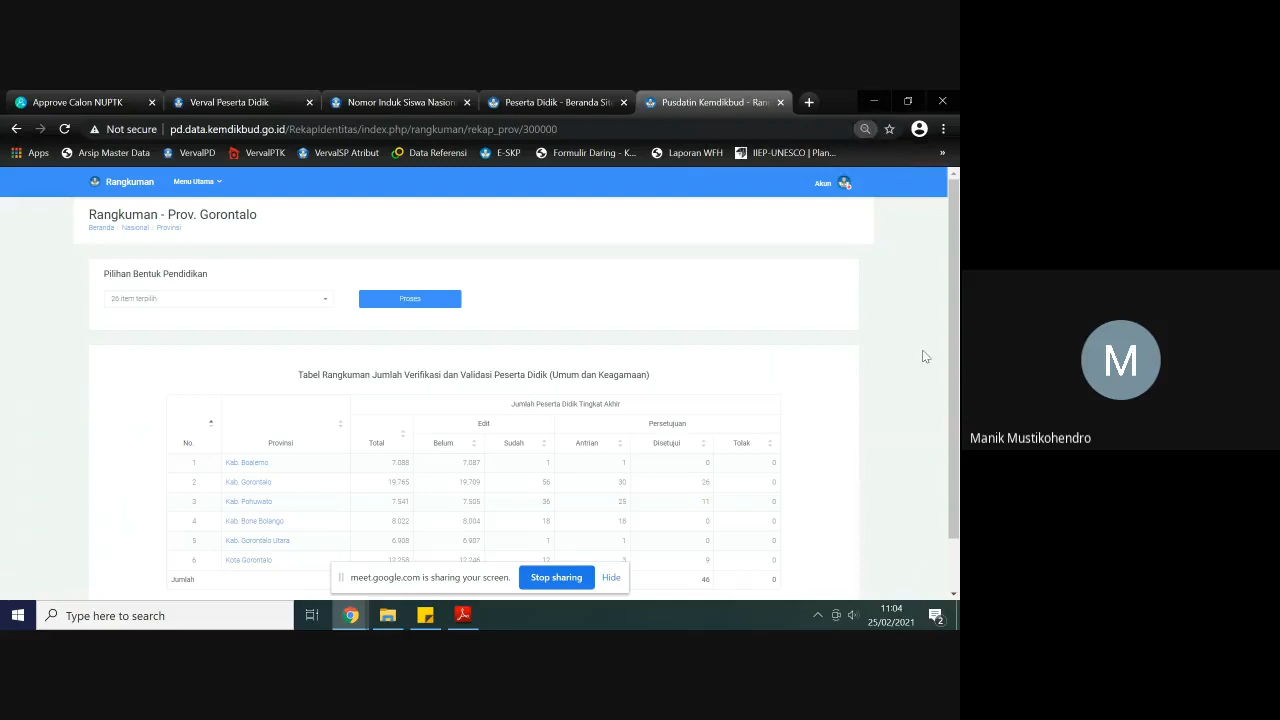 Approve Calon NUPTK
Verval Peserta Didik
Nomor Induk Siswa Nasion
Peserta Didik - Beranda Sit
Pusdatin Kemdikbud - Ran
Not secure | pd.data.kemdikbud.go.id/RekapIdentitas/index.php/rangkuman/rekap_prov/300000
Apps Arsip Master Data VervalPD VervalPTK VervalSP Atribut Data Referensi E-SKP Formulir Daring - K... Laporan WFH IIEP-UNESCO | Plan... »
Rangkuman Menu Utama Akun
Rangkuman - Prov. Gorontalo
Beranda / Nasional / Provinsi
Pilihan Bentuk Pendidikan
26 item terpilih Proses
Tabel Rangkuman Jumlah Verifikasi dan Validasi Peserta Didik (Umum dan Keagamaan)
Jumlah Peserta Didik Tingkat Akhir
Edit Persetujuan
No. Provinsi Total Belum Sudah Antrian Disetujui Tolak
1 Kab. Boalemo 7.088 7.087 1 1 0 0
2 Kab. Gorontalo 19.765 19.709 56 30 26 0
3 Kab. Pohuwato 7.541 7.505 36 25 11 0
4 Kab. Bone Bolango 8.022 8.004 18 18 0 0
5 Kab. Gorontalo Utara 6.908 6.907 1 1 0 0
6 Kota Gorontalo 12.258 12.246 12 3 9 0
Jumlah 46 0
meet.google.com is sharing your screen. Stop sharing Hide
Type here to search
11:04
25/02/2021
2
M
Manik Mustikohendro